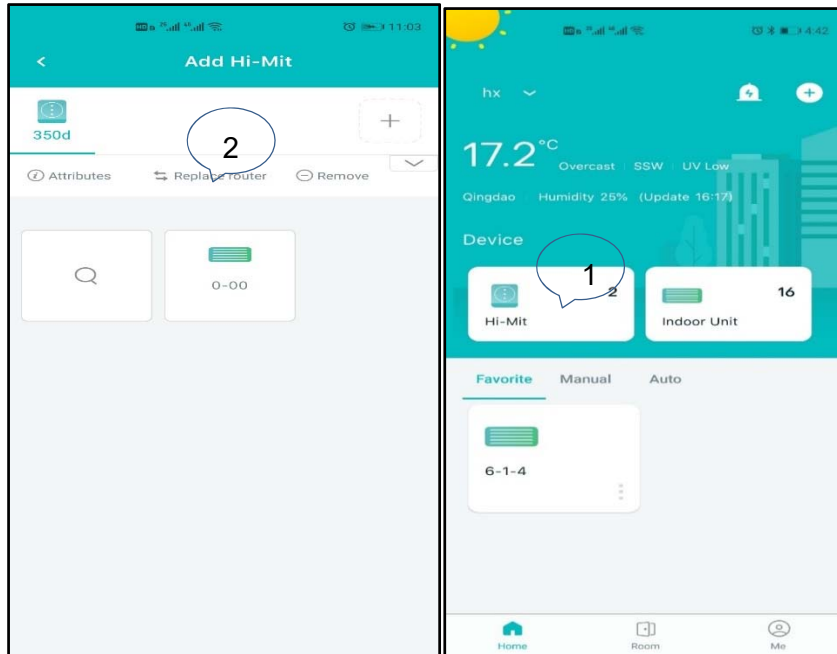 11:03
Add Hi-Mit
350d
2
Attributes Replace router Remove
0-00
4:42
hx
17.2°C
Overcast SSW UV Low
Qingdao Humidity 25% (Update 16:17)
Device
1
2
16
Hi-Mit
Indoor Unit
Favorite Manual Auto
6-1-4
Home Room Me